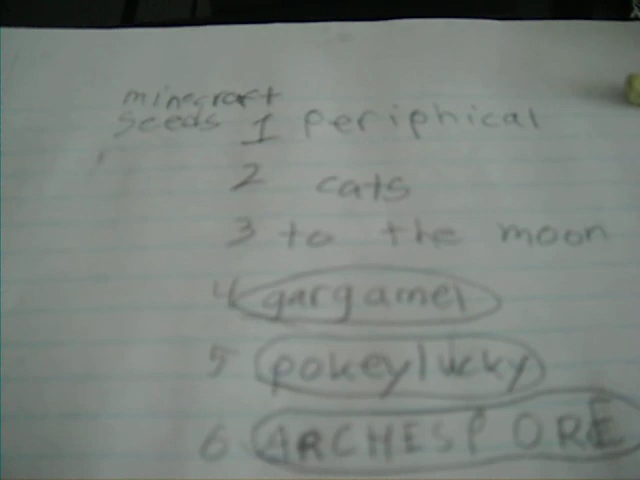 minecraft
seeds 1 periphical
2 cats
3 to the moon
4 gargamel
5 pokeylucky
6 ARCHESPORE